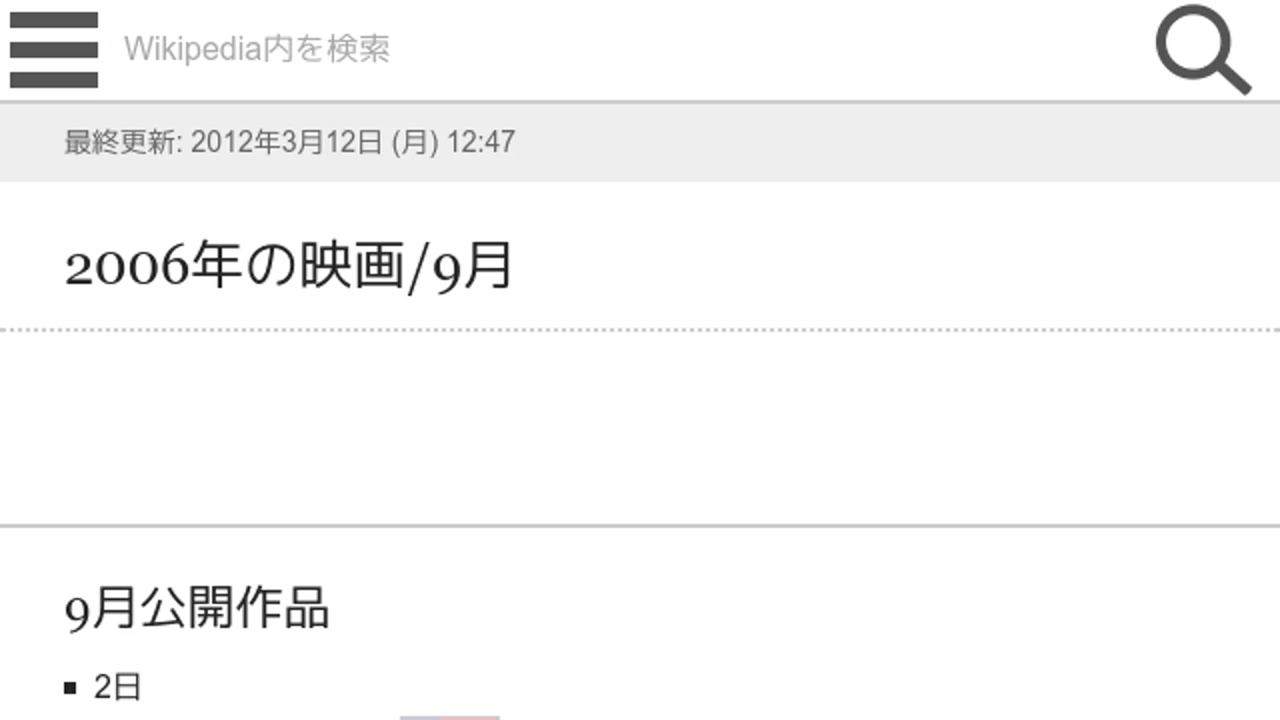 Wikipedia内を検索
最終更新: 2012年3月12日 (月) 12:47
2006年の映画/9月
9月公開作品
2日